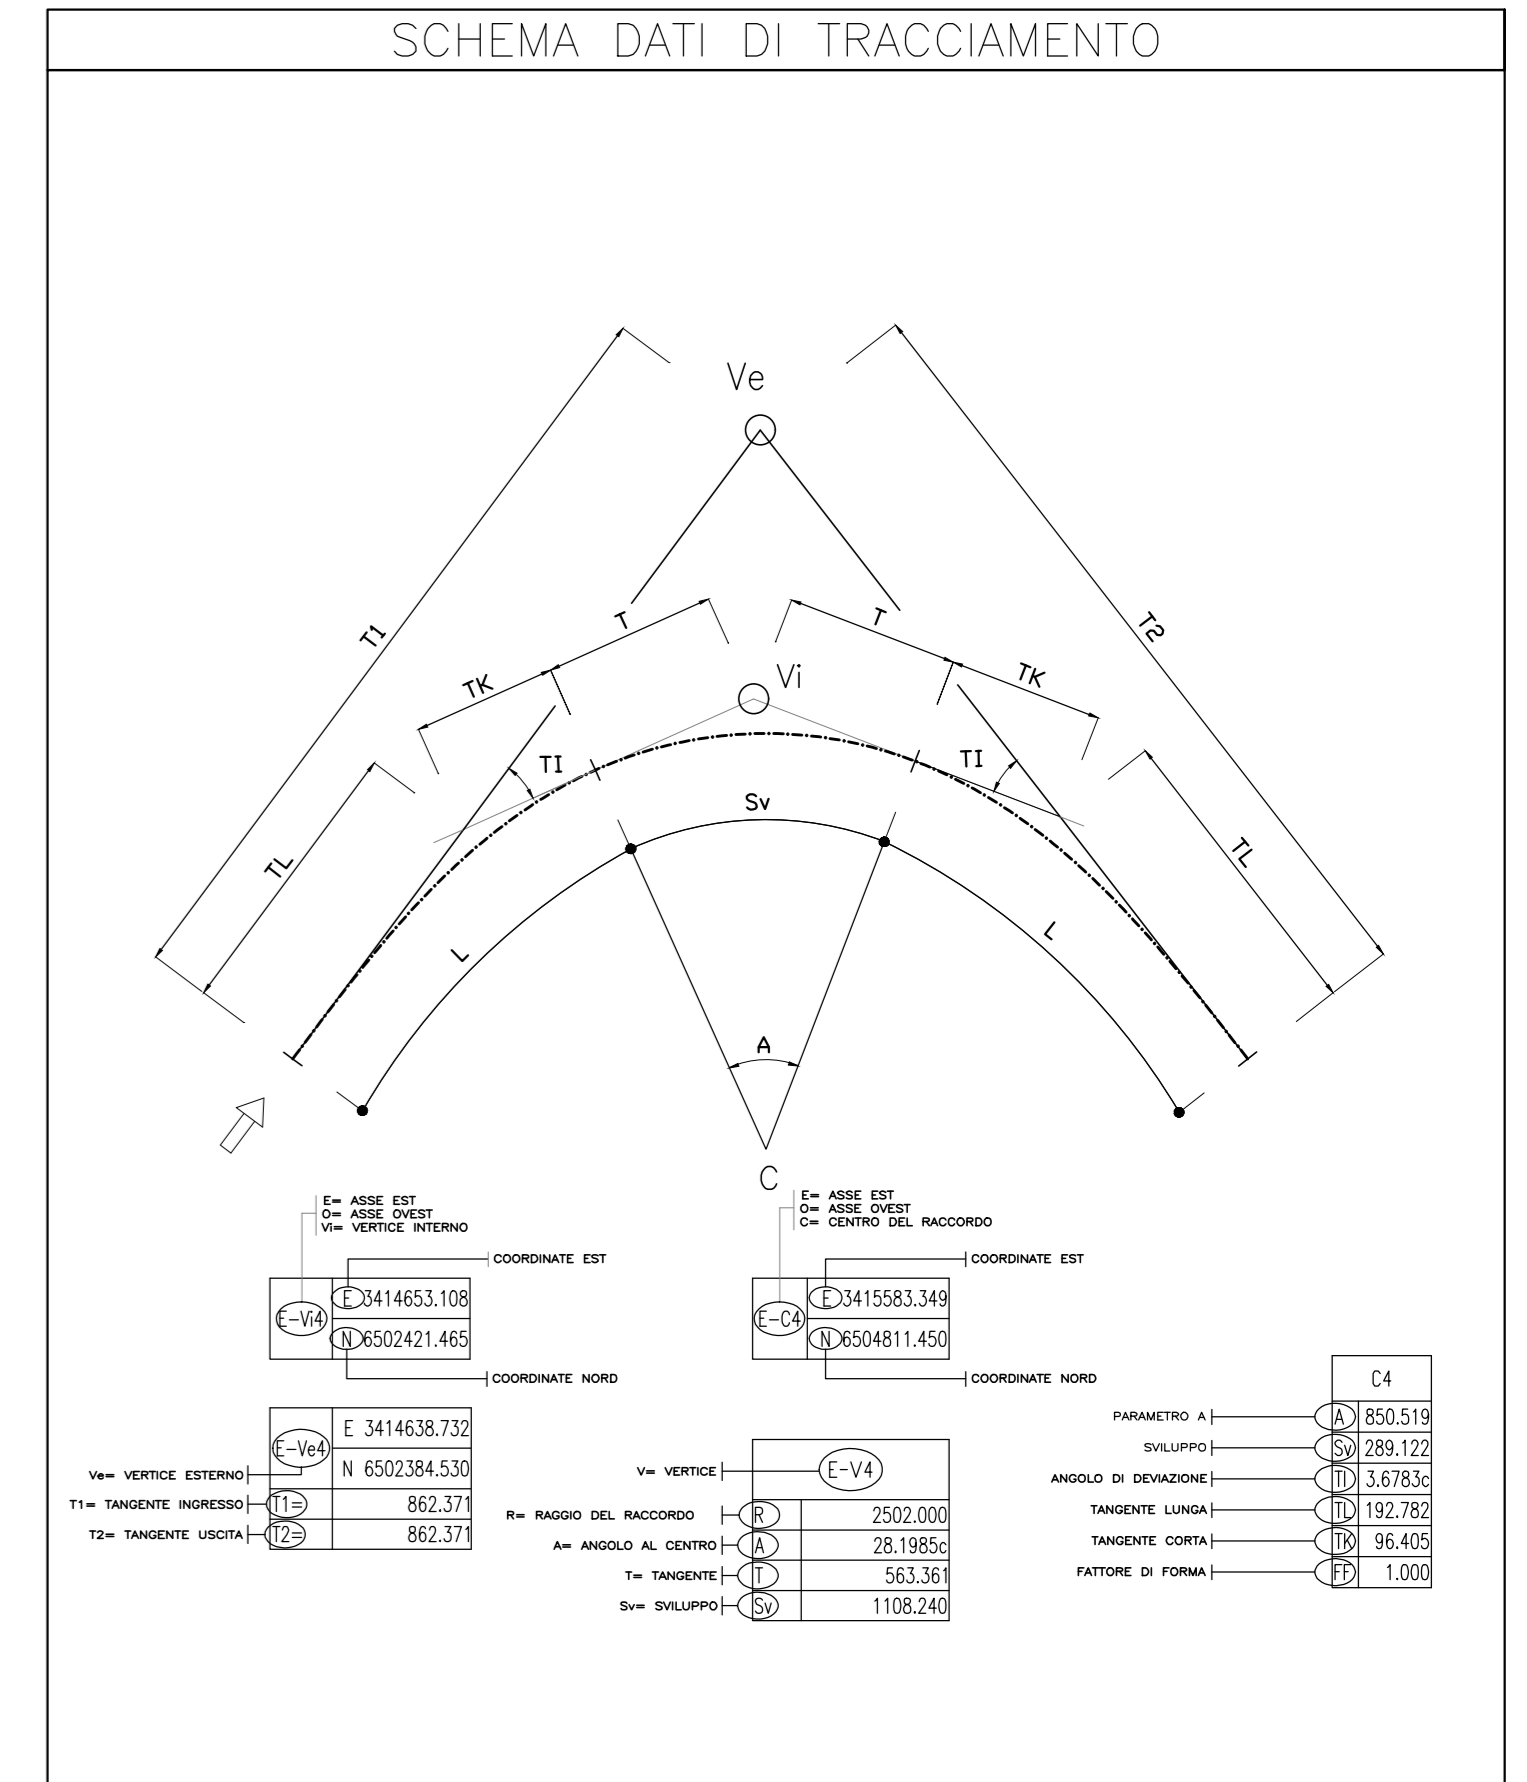 SCHEMA DATI DI TRACCIAMENTO
Ve
T1
T2
T
T
TK
TK
Vi
TI
TI
Sv
TL
TL
L
L
A
C
E= ASSE EST
O= ASSE OVEST
Vi= VERTICE INTERNO
COORDINATE EST
E-Vi4
E 3414653.108
N 6502421.465
COORDINATE NORD
E= ASSE EST
O= ASSE OVEST
C= CENTRO DEL RACCORDO
COORDINATE EST
E-C4
E 3415583.349
N 6504811.450
COORDINATE NORD
E-Ve4
E 3414638.732
N 6502384.530
Ve= VERTICE ESTERNO
T1= TANGENTE INGRESSO T1= 862.371
T2= TANGENTE USCITA T2= 862.371
V= VERTICE E-V4
R= RAGGIO DEL RACCORDO R 2502.000
A= ANGOLO AL CENTRO A 28.1985c
T= TANGENTE T 563.361
Sv= SVILUPPO Sv 1108.240
C4
PARAMETRO A A 850.519
SVILUPPO Sv 289.122
ANGOLO DI DEVIAZIONE TI 3.6783c
TANGENTE LUNGA TL 192.782
TANGENTE CORTA TK 96.405
FATTORE DI FORMA FF 1.000